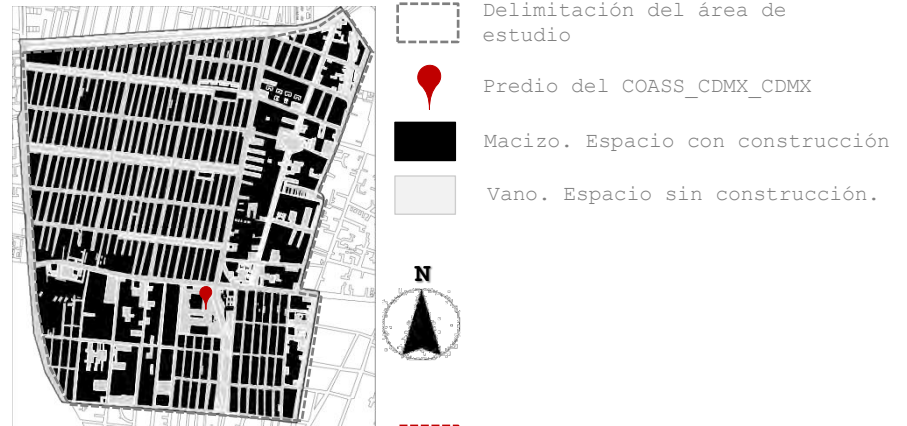 Delimitación del área de
estudio
Predio del COASS_CDMX_CDMX
Macizo. Espacio con construcción
Vano. Espacio sin construcción.
N